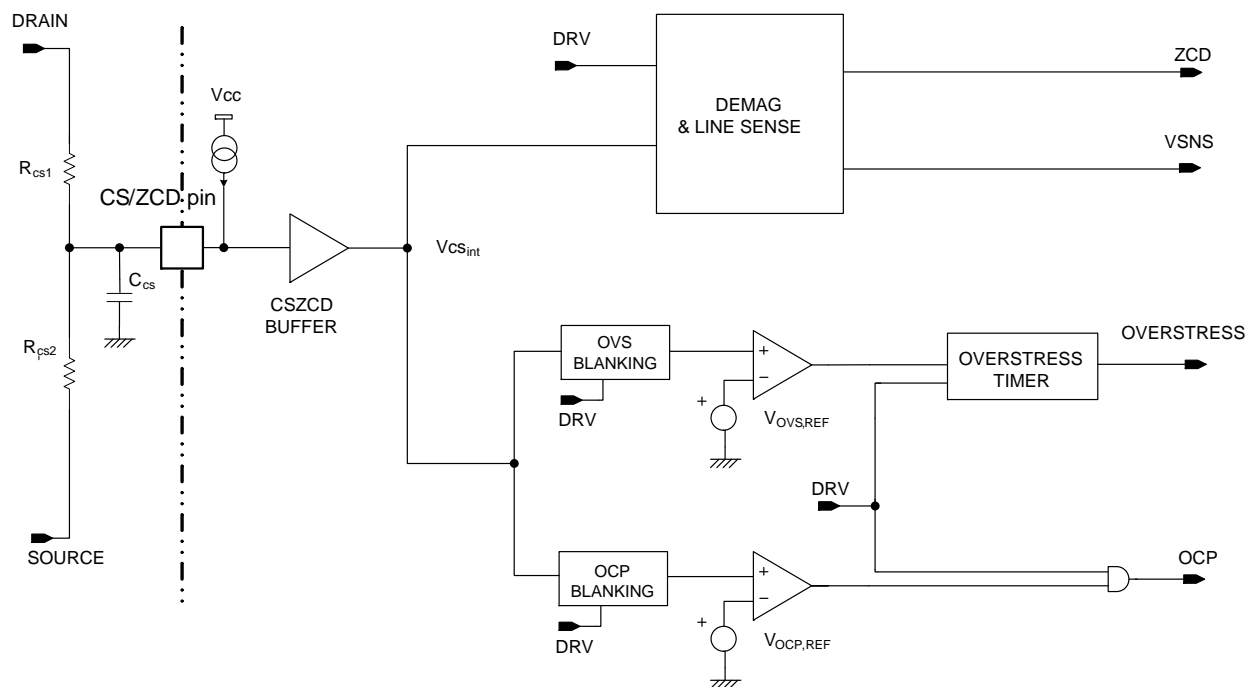 DRAIN
DRV
ZCD
Vcc
DEMAG
& LINE SENSE
VSNS
Rcs1
CS/ZCD pin
Vcsint
Ccs
CSZCD
BUFFER
OVS
BLANKING
+
−
OVERSTRESS
TIMER
OVERSTRESS
Rcs2
+
DRV
VOVS,REF
DRV
SOURCE
OCP
BLANKING
+
−
OCP
+
DRV
VOCP,REF